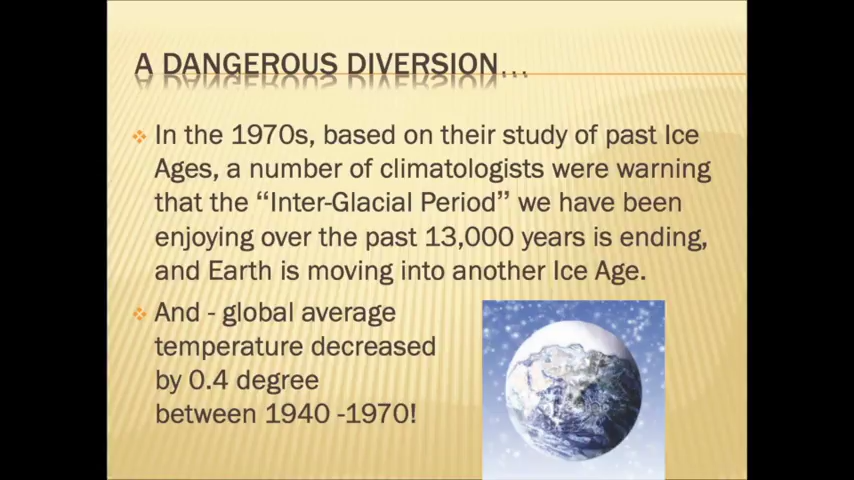 A DANGEROUS DIVERSION...
In the 1970s, based on their study of past Ice
Ages, a number of climatologists were warning
that the “Inter-Glacial Period” we have been
enjoying over the past 13,000 years is ending,
and Earth is moving into another Ice Age.
And - global average
temperature decreased
by 0.4 degree
between 1940 -1970!